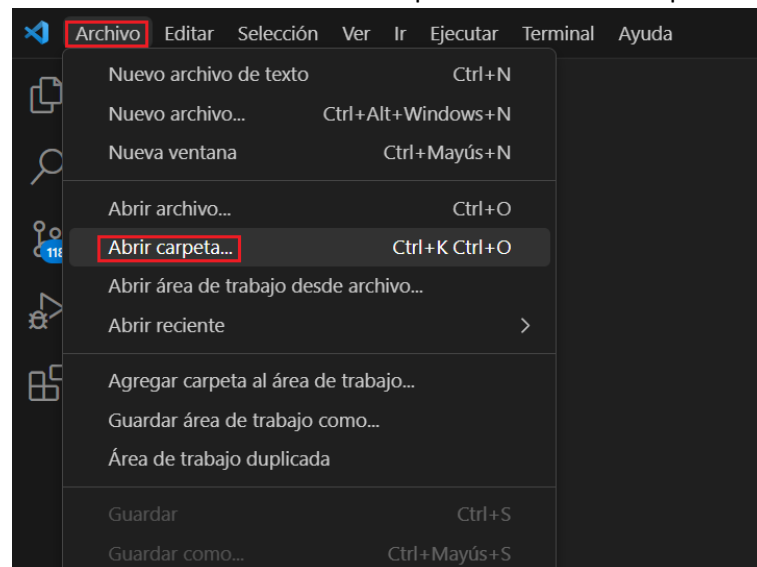 Archivo Editar Selección Ver Ir Ejecutar Terminal Ayuda
Nuevo archivo de texto Ctrl+N
Nuevo archivo... Ctrl+Alt+Windows+N
Nueva ventana Ctrl+Mayús+N
Abrir archivo... Ctrl+O
Abrir carpeta... Ctrl+K Ctrl+O
118
Abrir área de trabajo desde archivo...
Abrir reciente
Agregar carpeta al área de trabajo...
Guardar área de trabajo como...
Área de trabajo duplicada
Guardar Ctrl+S
Guardar como... Ctrl+Mayús+S